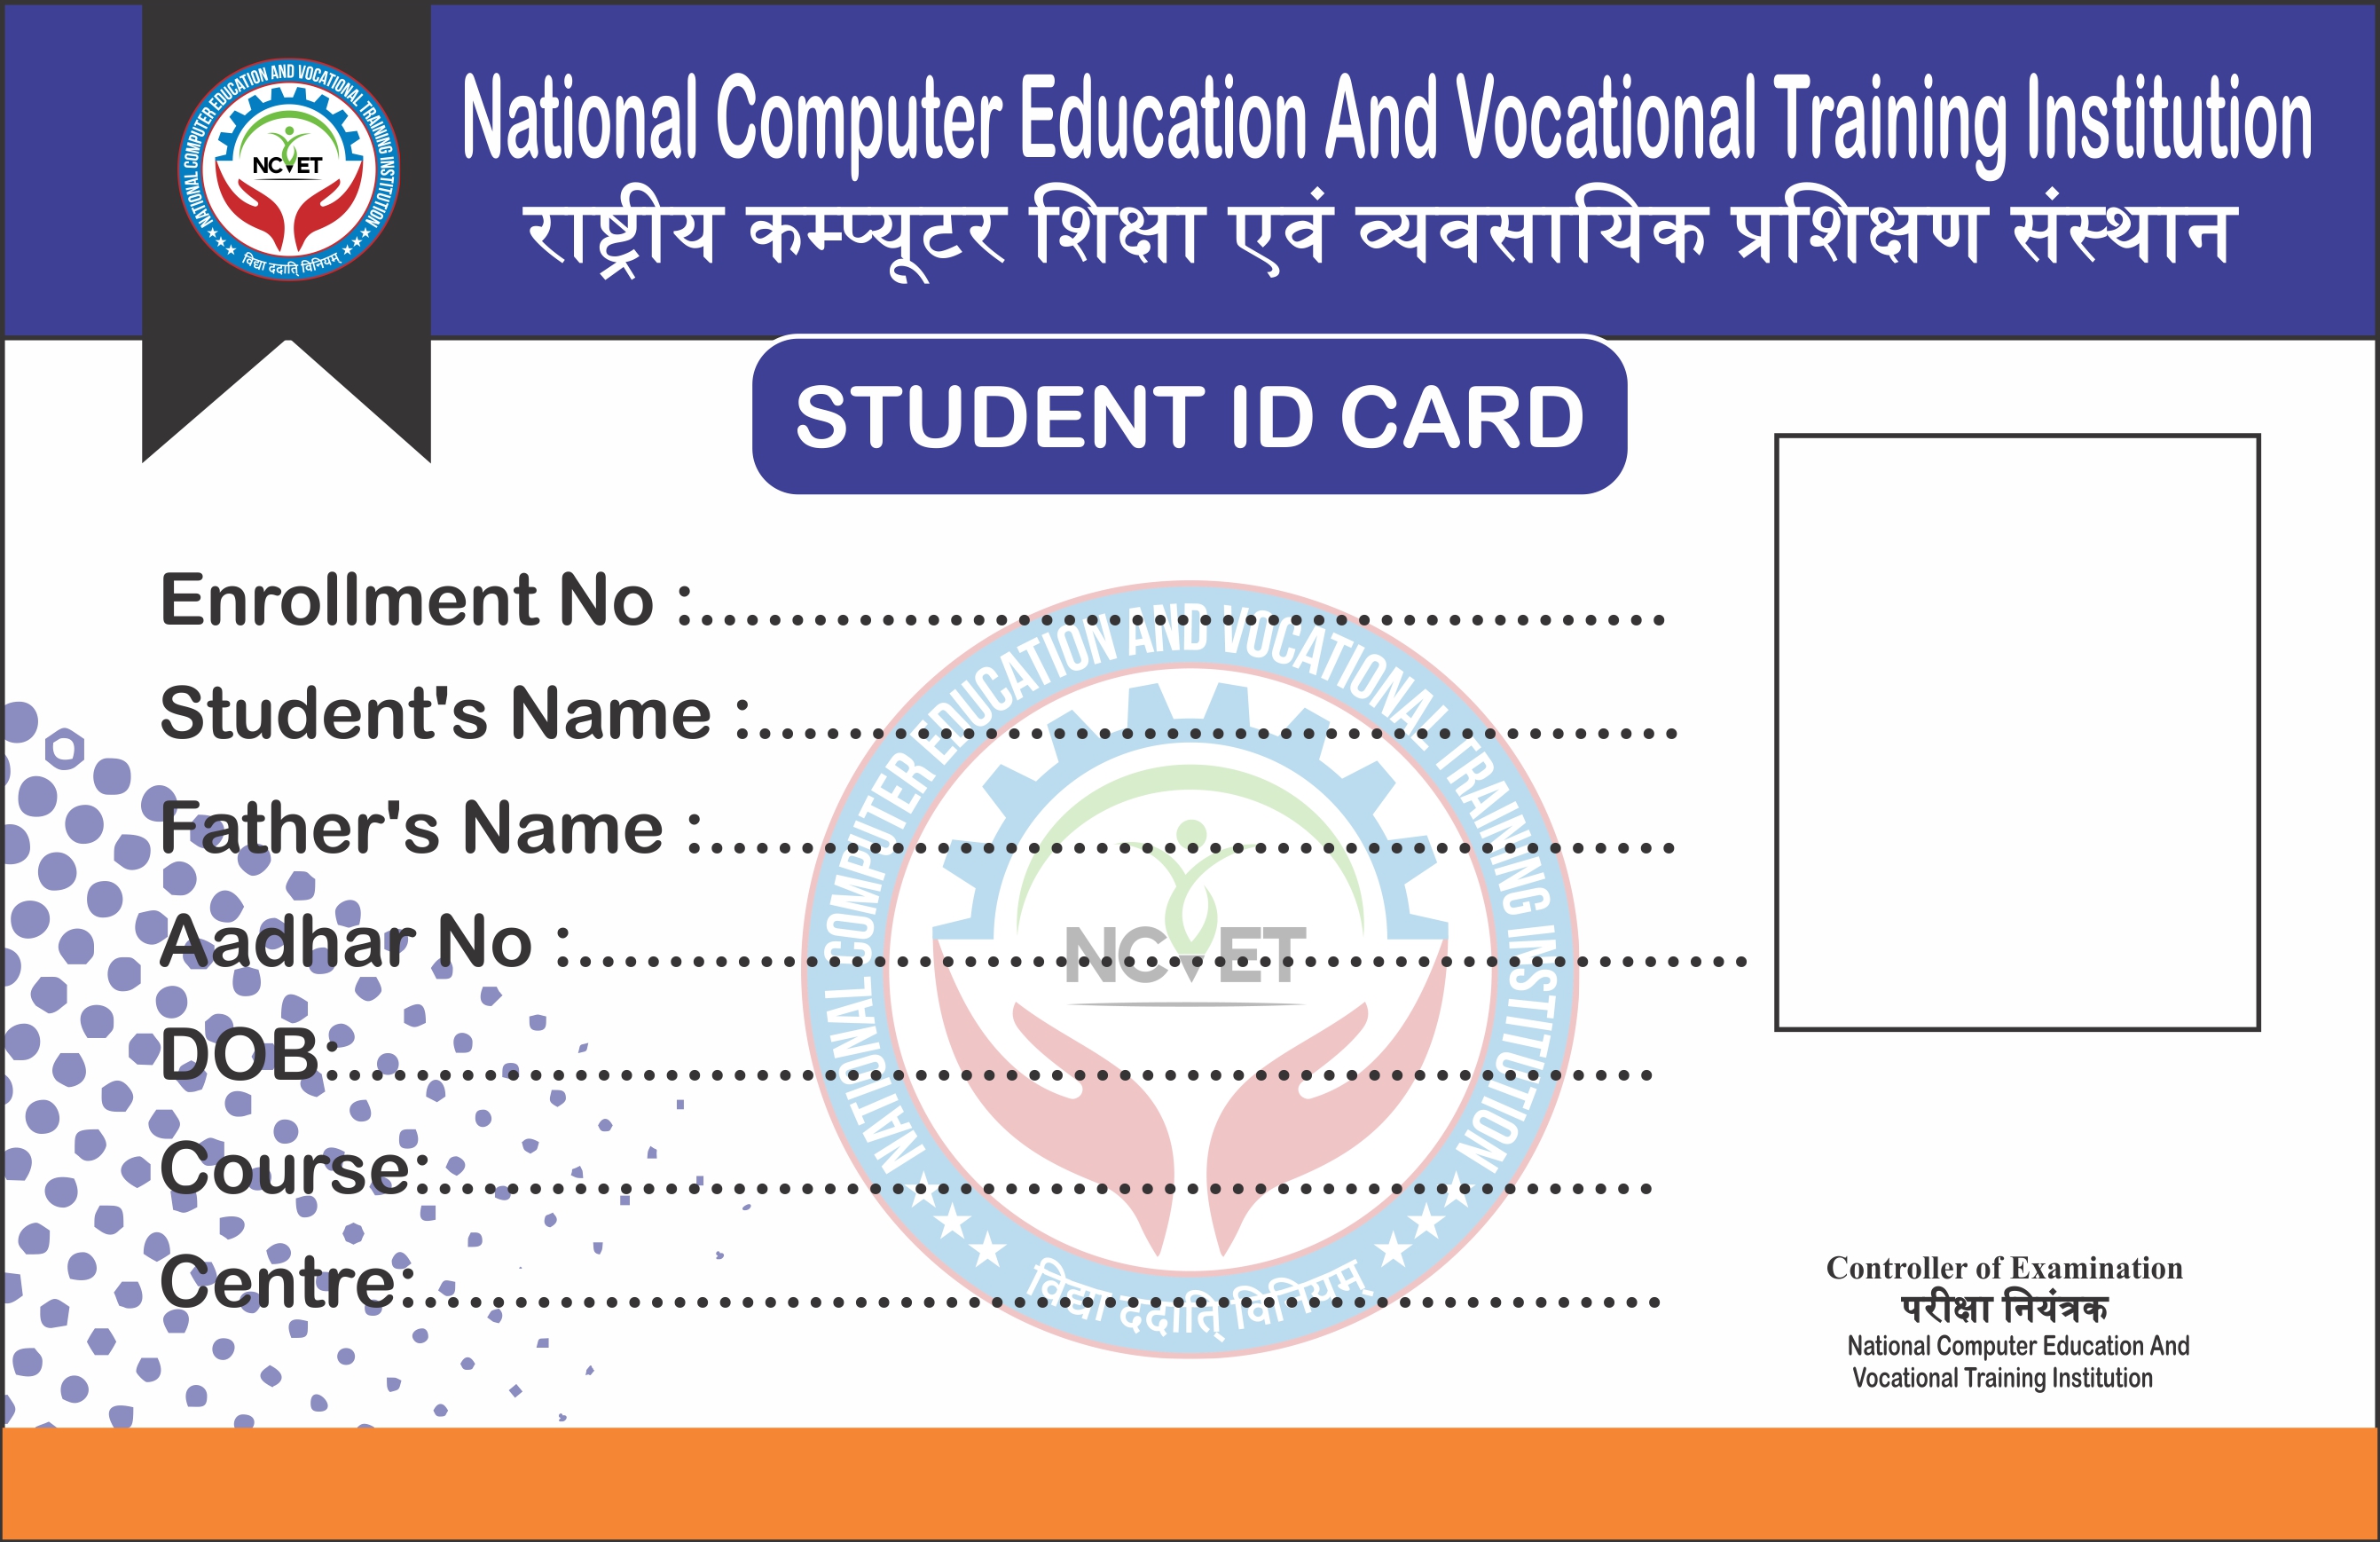 NATIONAL COMPUTER EDUCATION AND VOCATIONAL TRAINING INSTITUTION
NCVET
विद्या ददाति् विनियम्
National Compute Education And Vocational Training Institution
राष्ट्रीय कम्प्यूटर शिक्षा एवं व्यवसायिक प्रशिक्षण संस्थान
STUDENT ID CARD
Enrollment No :
Student's Name :
Father's Name :
Aadhar No :
DOB:
Course:
Centre:
NATIONAL COMPUTER EDUCATION AND VOCATIONAL TRAINING INSTITUTION
NCVET
विद्या ददाति् विनियम्
Controller of Examination
परीक्षा नियंत्रक
National Computer Education And
Vocational Training Institution